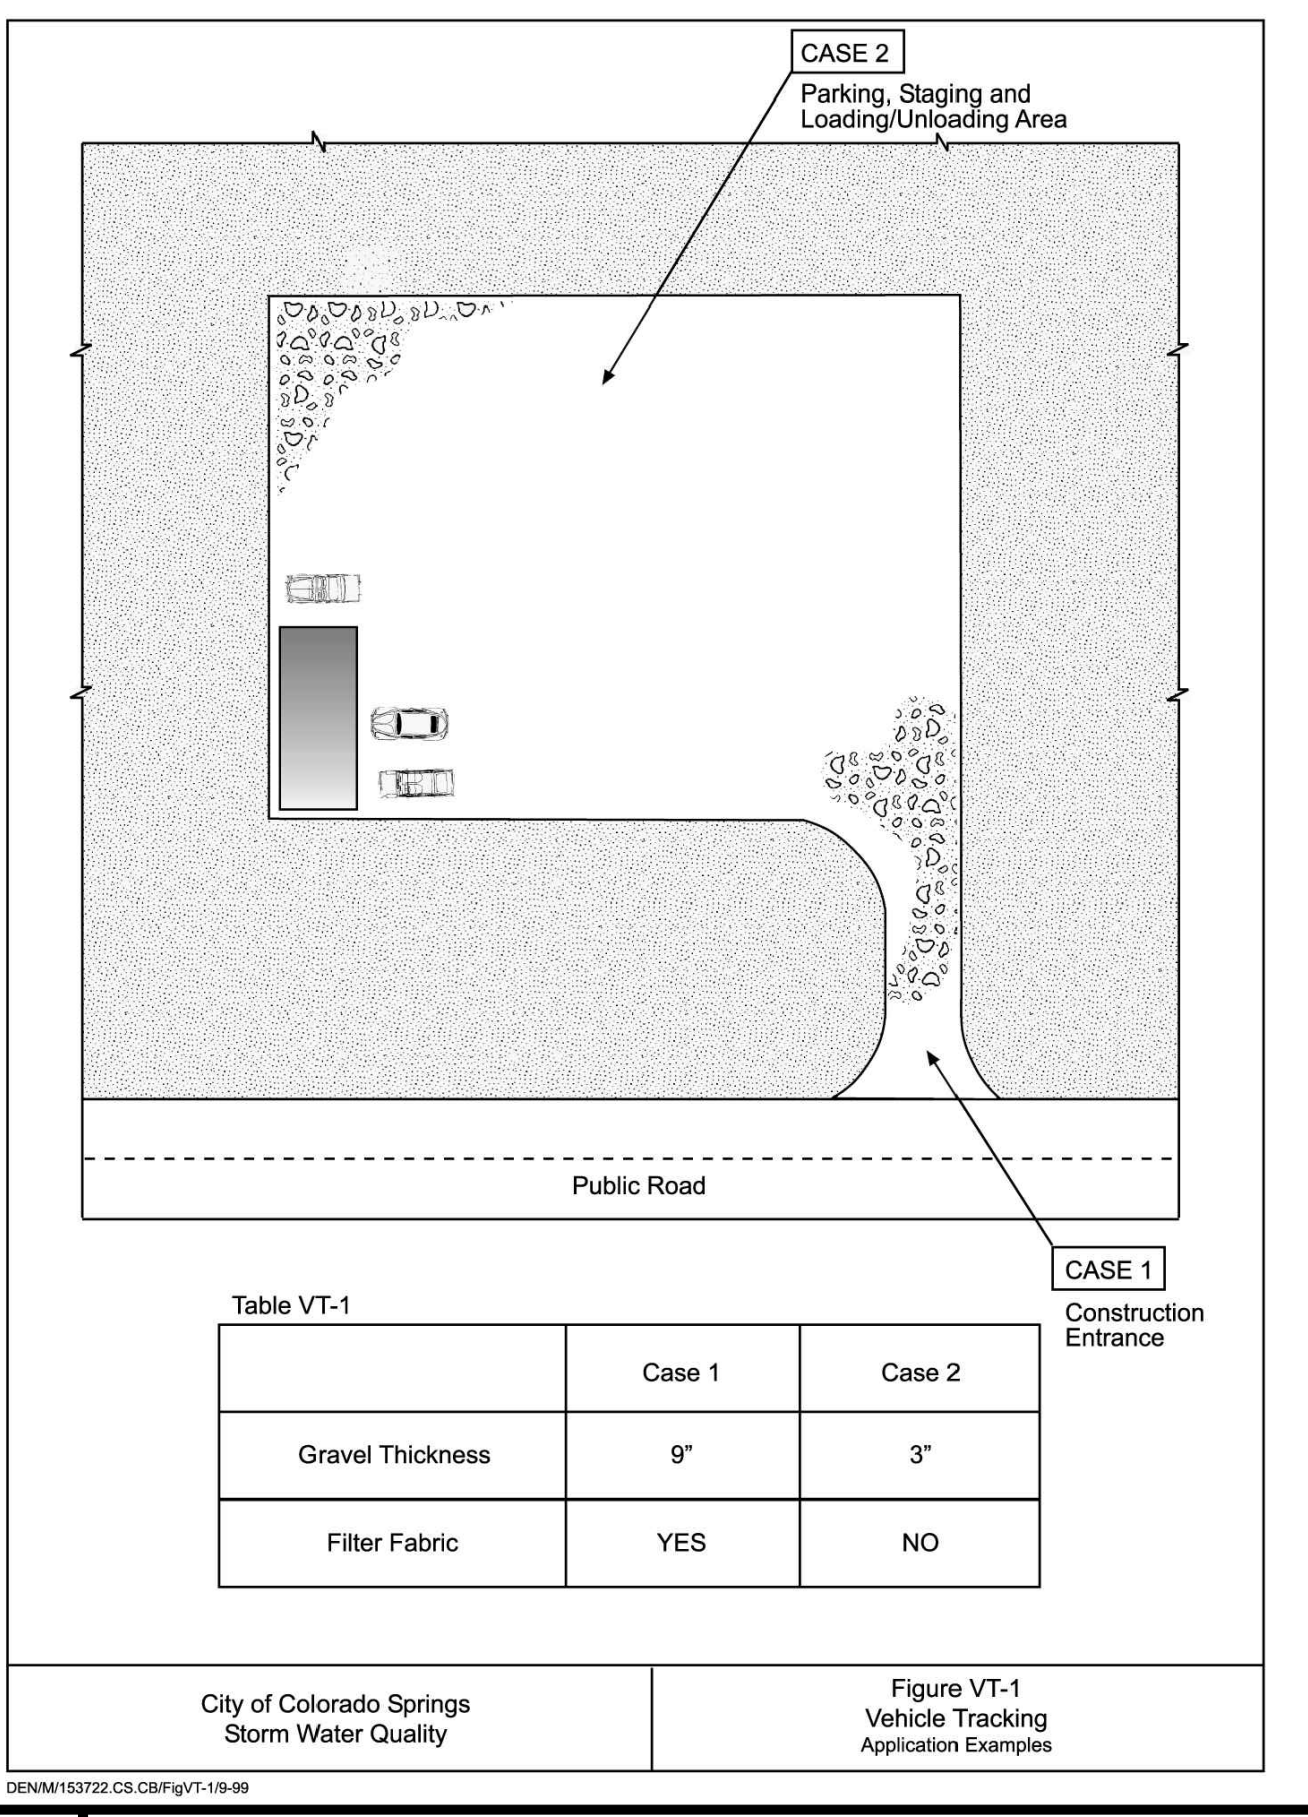 CASE 2
Parking, Staging and
Loading/Unloading Area
Public Road
CASE 1
Construction
Entrance
Table VT-1
Case 1 Case 2
Gravel Thickness 9” 3”
Filter Fabric YES NO
City of Colorado Springs
Storm Water Quality
Figure VT-1
Vehicle Tracking
Application Examples
DEN/M/153722.CS.CB/FigVT-1/9-99